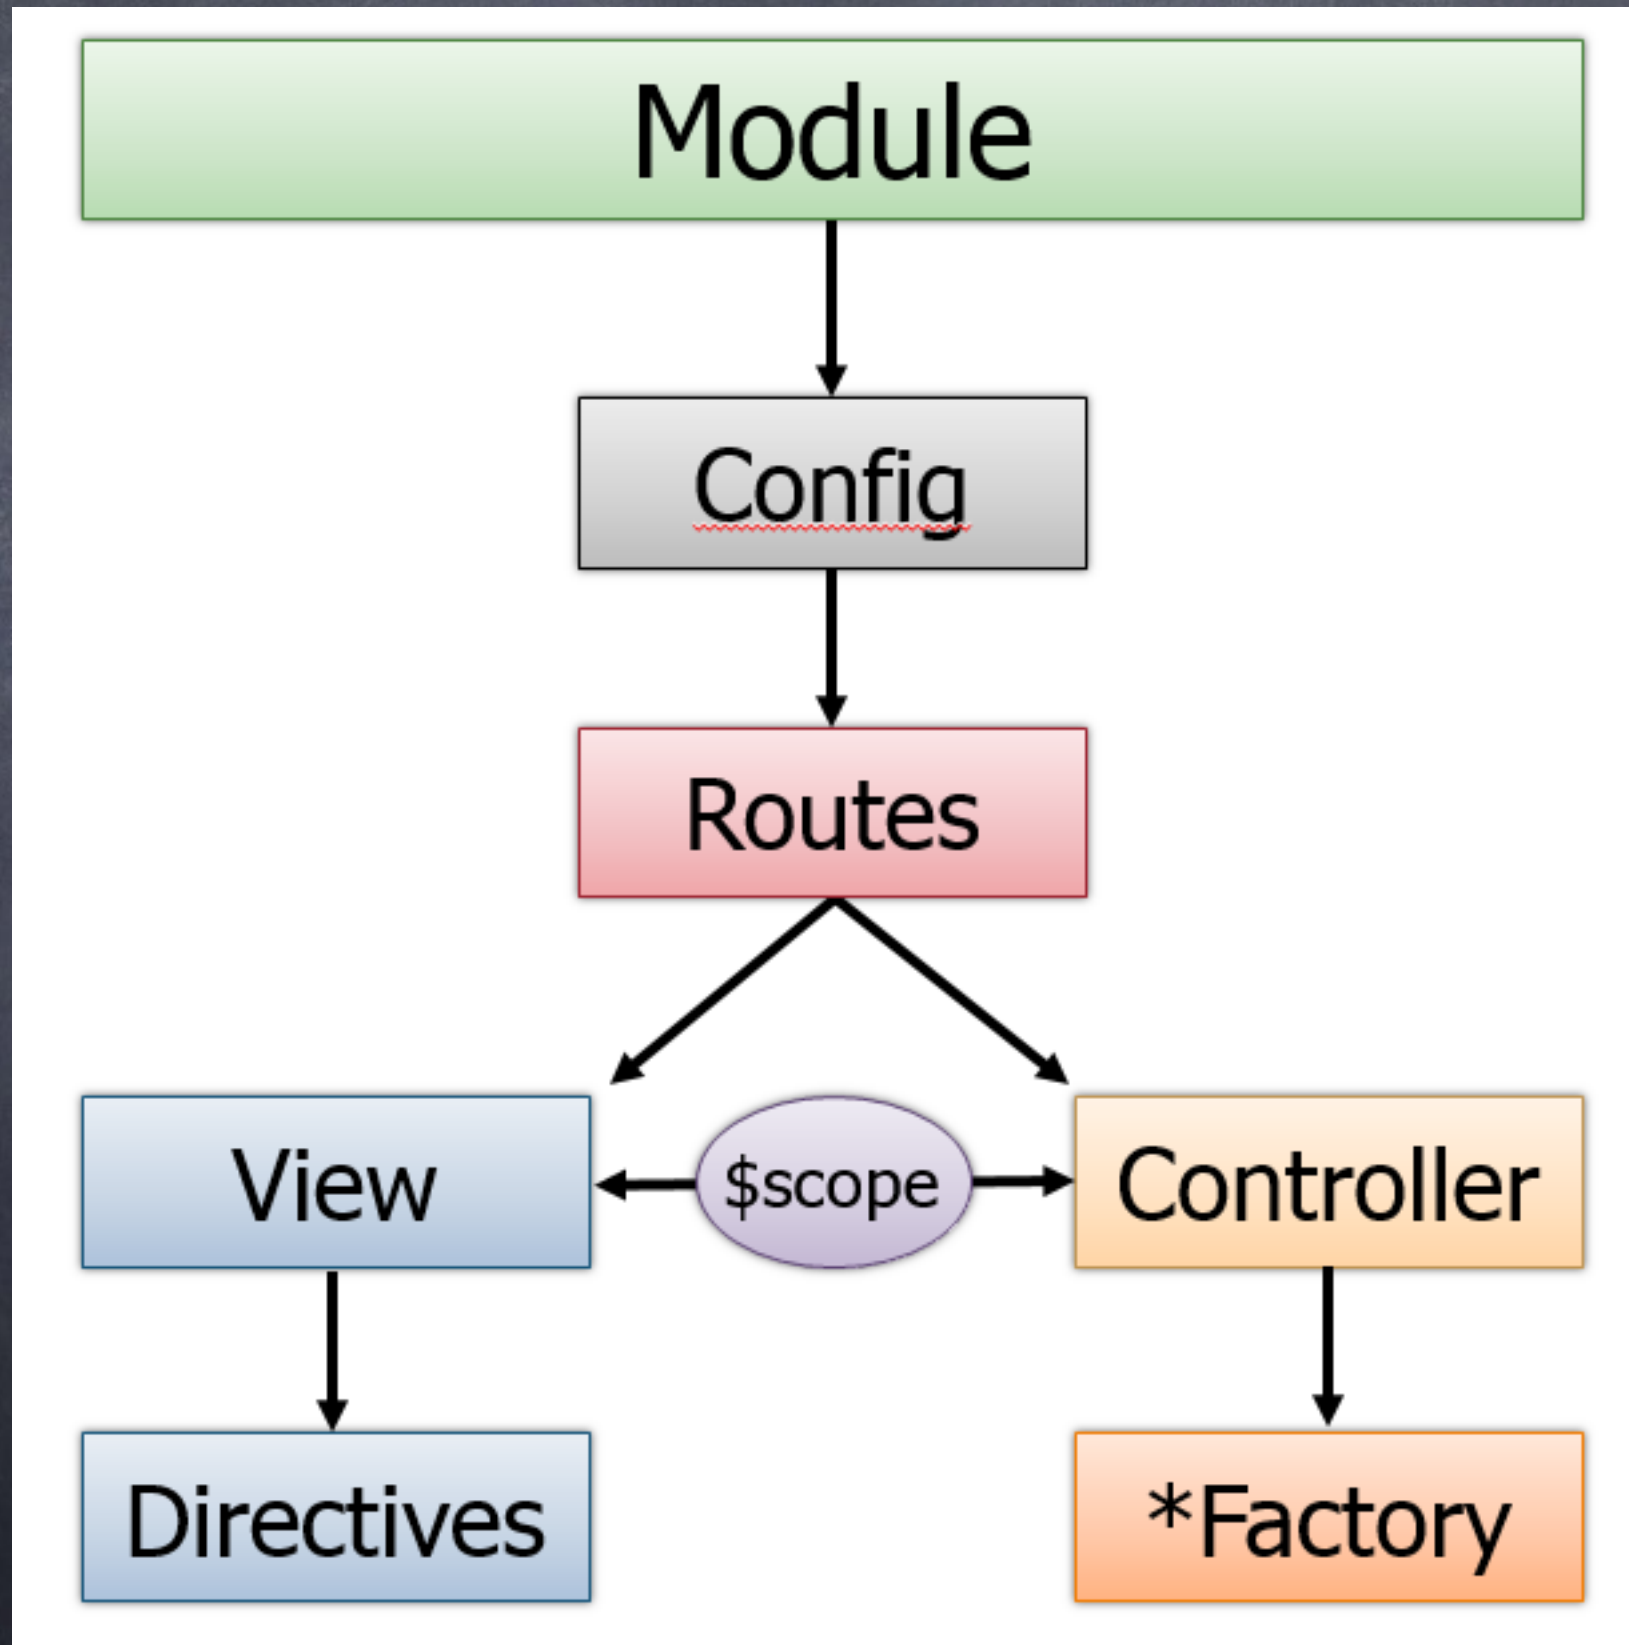 Module
Config
Routes
View
$scope
Controller
Directives
*Factory